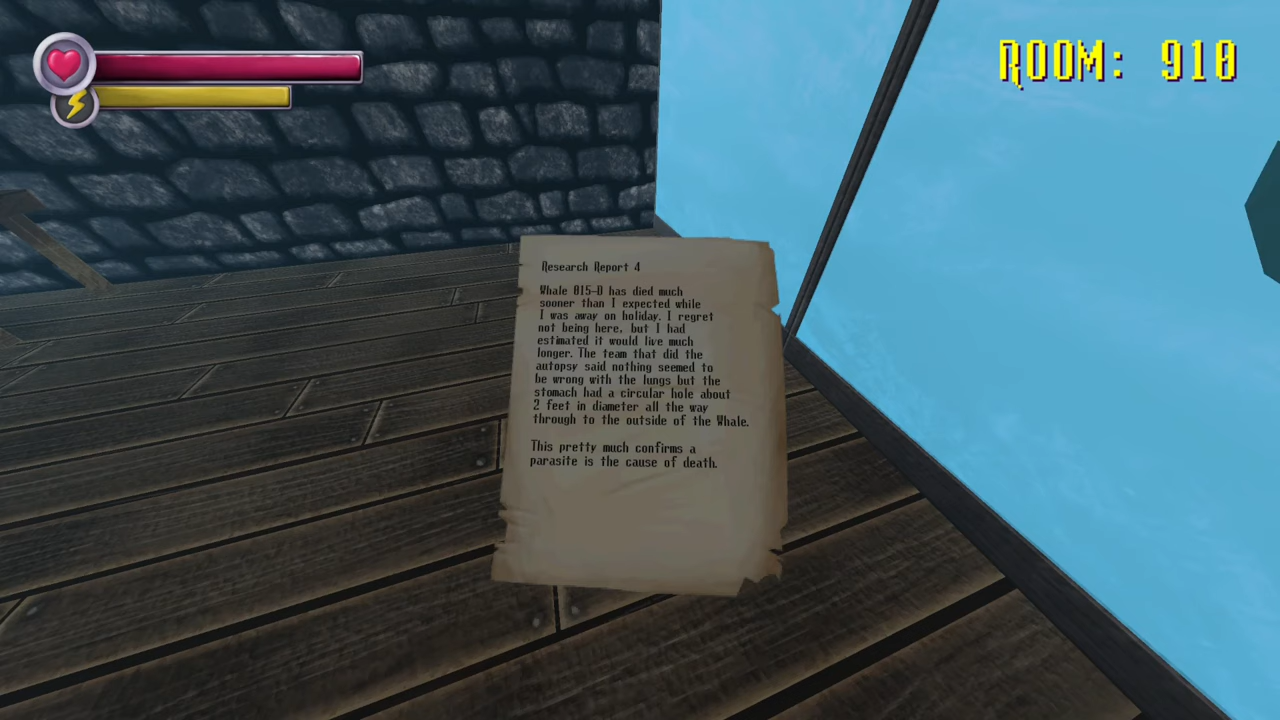 ROOM: 910
Research Report 4
Whale 015-D has died much
sooner than I expected while
I was away on holiday. I regret
not being here, but I had
estimated it would live much
longer. The team that did the
autopsy said nothing seemed to
be wrong with the lungs but the
stomach had a circular hole about
2 feet in diameter all the way
through to the outside of the Whale.
This pretty much confirms a
parasite is the cause of death.